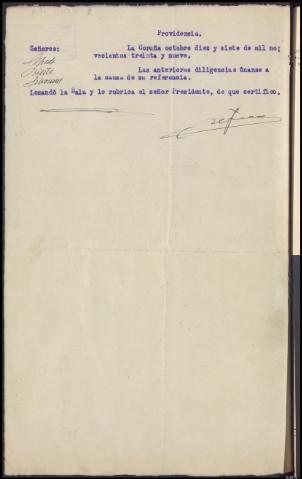 Providencia.
Señores: La Coruña octubre diez y siete de mil no;
vecientos treinta y nueve.
Las anteriores diligencias únanse a
la causa de su referencia.
Lomandó la Sala y lo rubrica el señor Presidente, do que certifico.